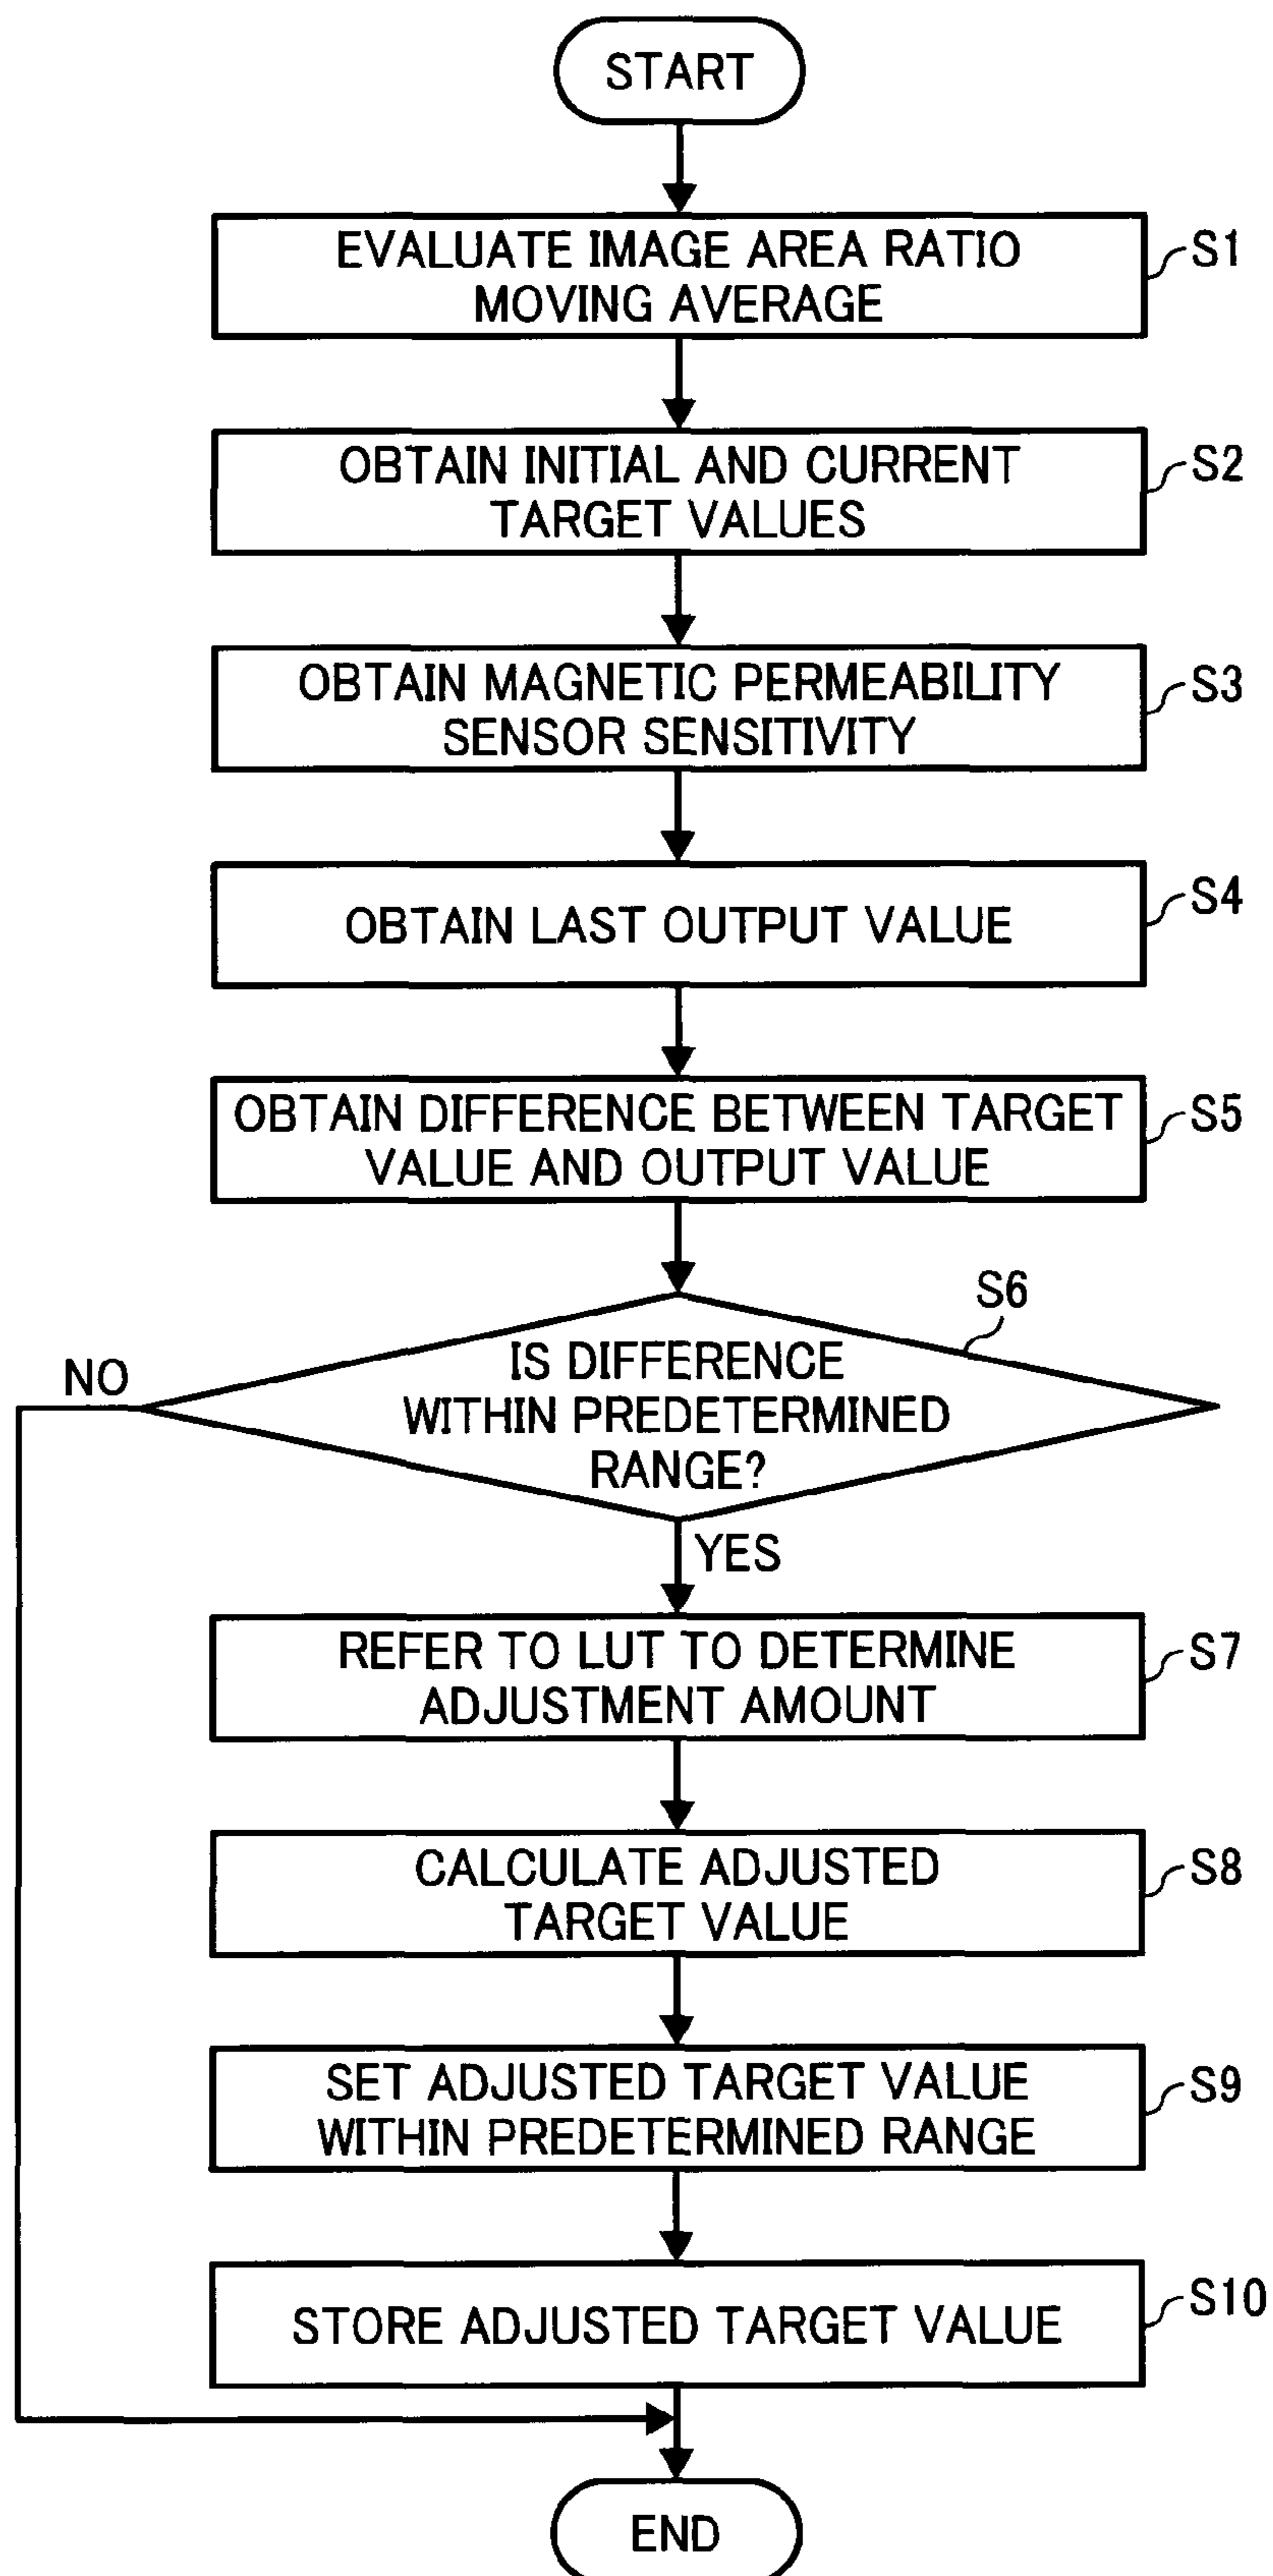 START
EVALUATE IMAGE AREA RATIO
MOVING AVERAGE
S1
OBTAIN INITIAL AND CURRENT
TARGET VALUES
S2
OBTAIN MAGNETIC PERMEABILITY
SENSOR SENSITIVITY
S3
OBTAIN LAST OUTPUT VALUE
S4
OBTAIN DIFFERENCE BETWEEN TARGET
VALUE AND OUTPUT VALUE
S5
S6
IS DIFFERENCE
WITHIN PREDETERMINED
RANGE?
NO
YES
REFER TO LUT TO DETERMINE
ADJUSTMENT AMOUNT
S7
CALCULATE ADJUSTED
TARGET VALUE
S8
SET ADJUSTED TARGET VALUE
WITHIN PREDETERMINED RANGE
S9
STORE ADJUSTED TARGET VALUE
S10
END